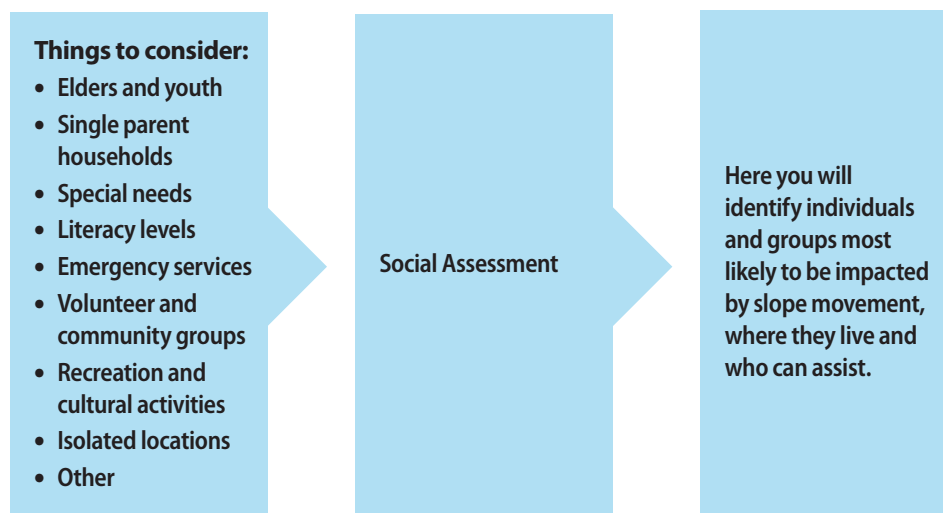 Things to consider:
• Elders and youth
• Single parent
households
• Special needs
• Literacy levels
• Emergency services
• Volunteer and
community groups
• Recreation and
cultural activities
• Isolated locations
• Other
Social Assessment
Here you will
identify individuals
and groups most
likely to be impacted
by slope movement,
where they live and
who can assist.